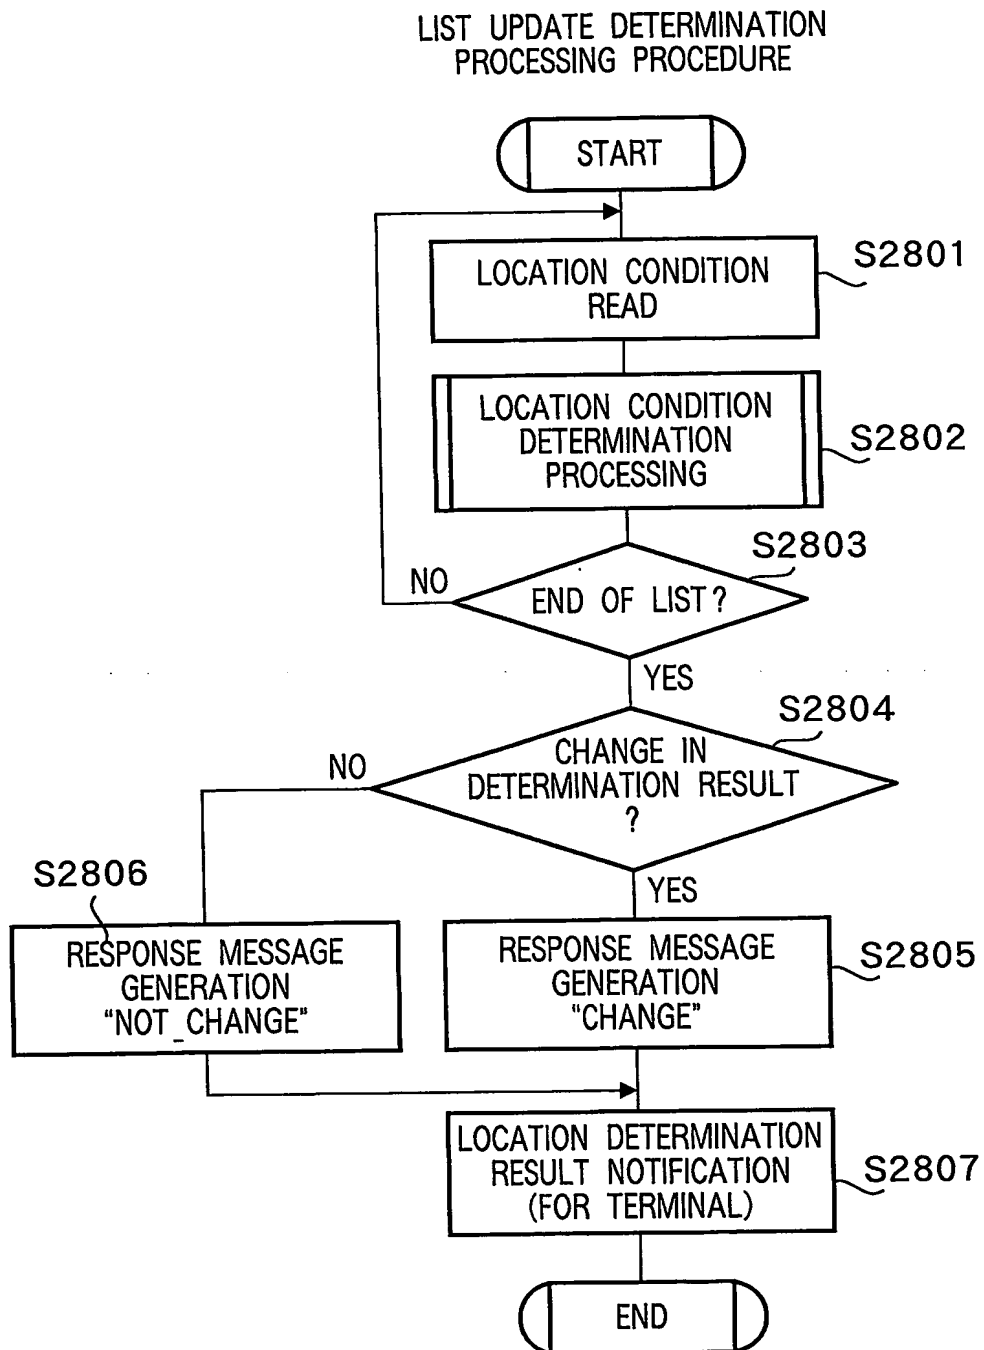 LIST UPDATE DETERMINATION
PROCESSING PROCEDURE
START
LOCATION CONDITION
READ
S2801
LOCATION CONDITION
DETERMINATION
PROCESSING
S2802
S2803
NO
END OF LIST?
YES
S2804
NO
CHANGE IN
DETERMINATION RESULT
?
YES
S2806
RESPONSE MESSAGE
GENERATION
“NOT_CHANGE”
RESPONSE MESSAGE
GENERATION
“CHANGE”
S2805
LOCATION DETERMINATION
RESULT NOTIFICATION
(FOR TERMINAL)
S2807
END